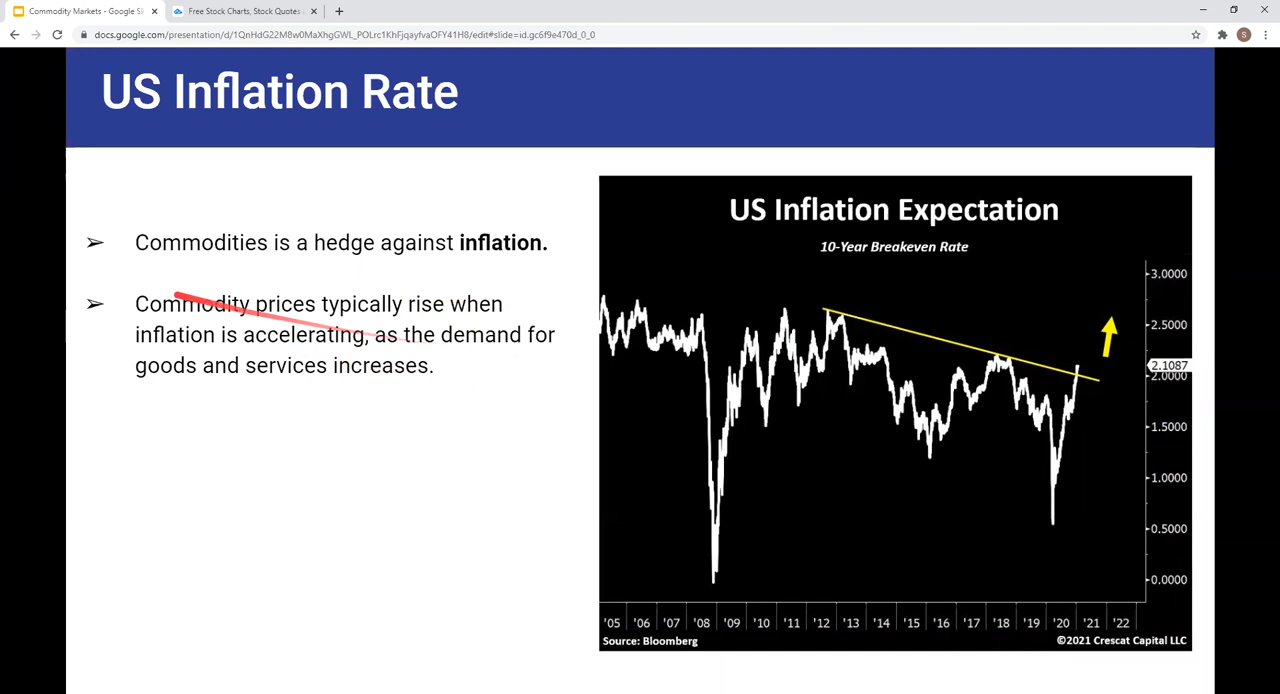 Commodity Markets - Google Sli
Free Stock Charts, Stock Quotes
docs.google.com/presentation/d/1QnHdG22M8w0MaXhgGWL_POLrc1KhFjqayfvaOFY41H8/edit#slide=id.gc6f9e470d_0_0
S
US Inflation Rate
➢ Commodities is a hedge against inflation.
➢ Commodity prices typically rise when
inflation is accelerating, as the demand for
goods and services increases.
US Inflation Expectation
10-Year Breakeven Rate
3.0000
2.5000
2.1087
2.0000
1.5000
1.0000
0.5000
0.0000
'05 '06 '07 '08 '09 '10 '11 '12 '13 '14 '15 '16 '17 '18 '19 '20 '21 '22
Source: Bloomberg ©2021 Crescat Capital LLC